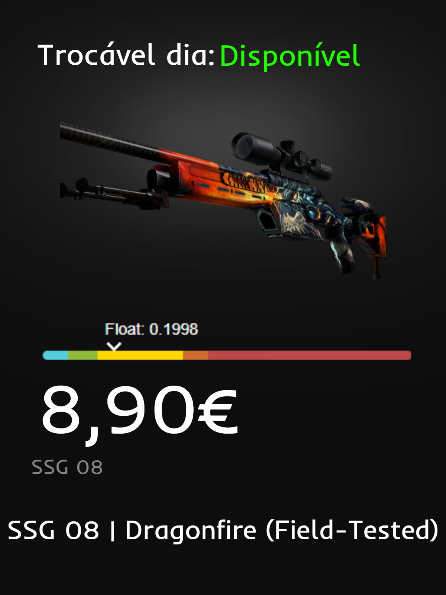 Trocável dia: Disponível
Float: 0.1998
8,90€
SSG 08
SSG 08 | Dragonfire (Field-Tested)